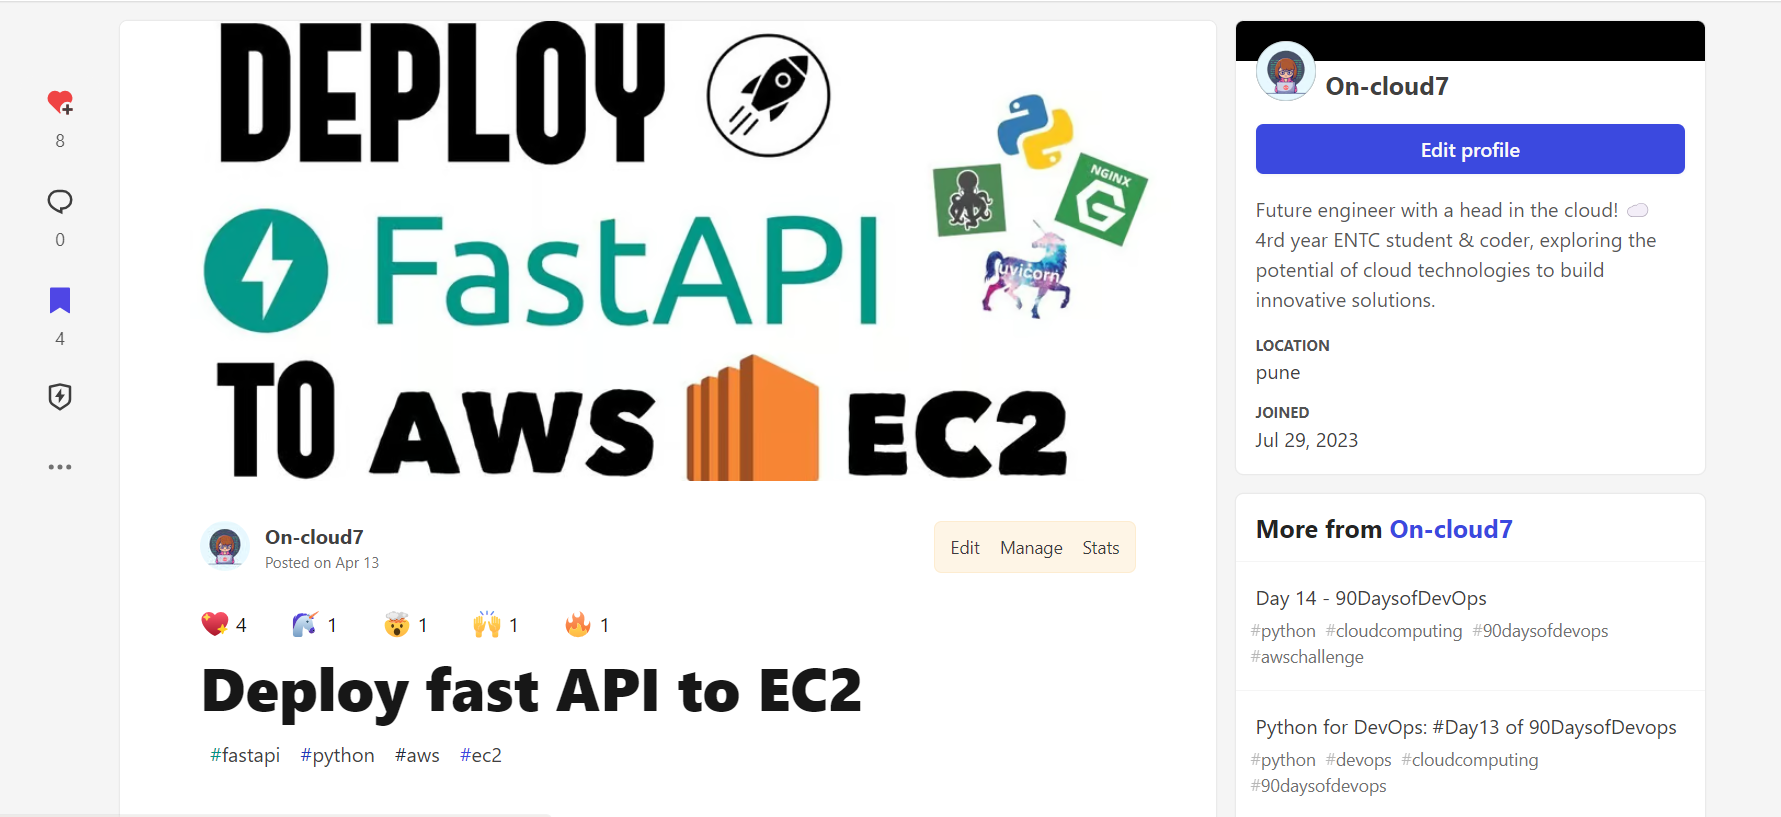 8
0
4
DEPLOY
NGINX
FastAPI
uvicorn
TO AWS EC2
On-cloud7
Posted on Apr 13
Edit Manage Stats
4 1 1 1 1
Deploy fast API to EC2
#fastapi #python #aws #ec2
On-cloud7
Edit profile
Future engineer with a head in the cloud!
4rd year ENTC student & coder, exploring the
potential of cloud technologies to build
innovative solutions.
LOCATION
pune
JOINED
Jul 29, 2023
More from On-cloud7
Day 14 - 90DaysofDevOps
#python #cloudcomputing #90daysofdevops
#awschallenge
Python for DevOps: #Day13 of 90DaysofDevops
#python #devops #cloudcomputing
#90daysofdevops